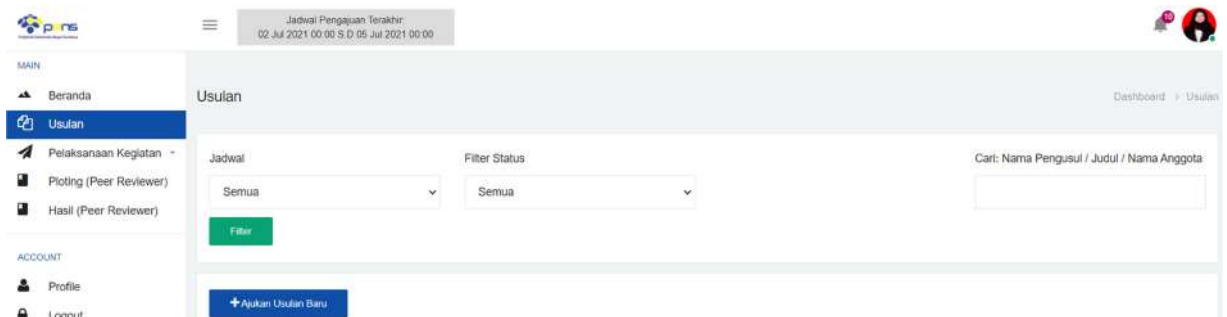 pens
Jadwal Pengajuan Terakhir
02 Jul 2021 00:00 S.D 05 Jul 2021 00:00
10
MAIN
Beranda
Usulan
Pelaksanaan Kegiatan
Ploting (Peer Reviewer)
Hasil (Peer Reviewer)
ACCOUNT
Profile
Logout
Usulan
Dashboard > Usulan
Jadwal
Filter Status
Cari: Nama Pengusul / Judul / Nama Anggota
Semua
Semua
Filter
+Ajukan Usulan Baru